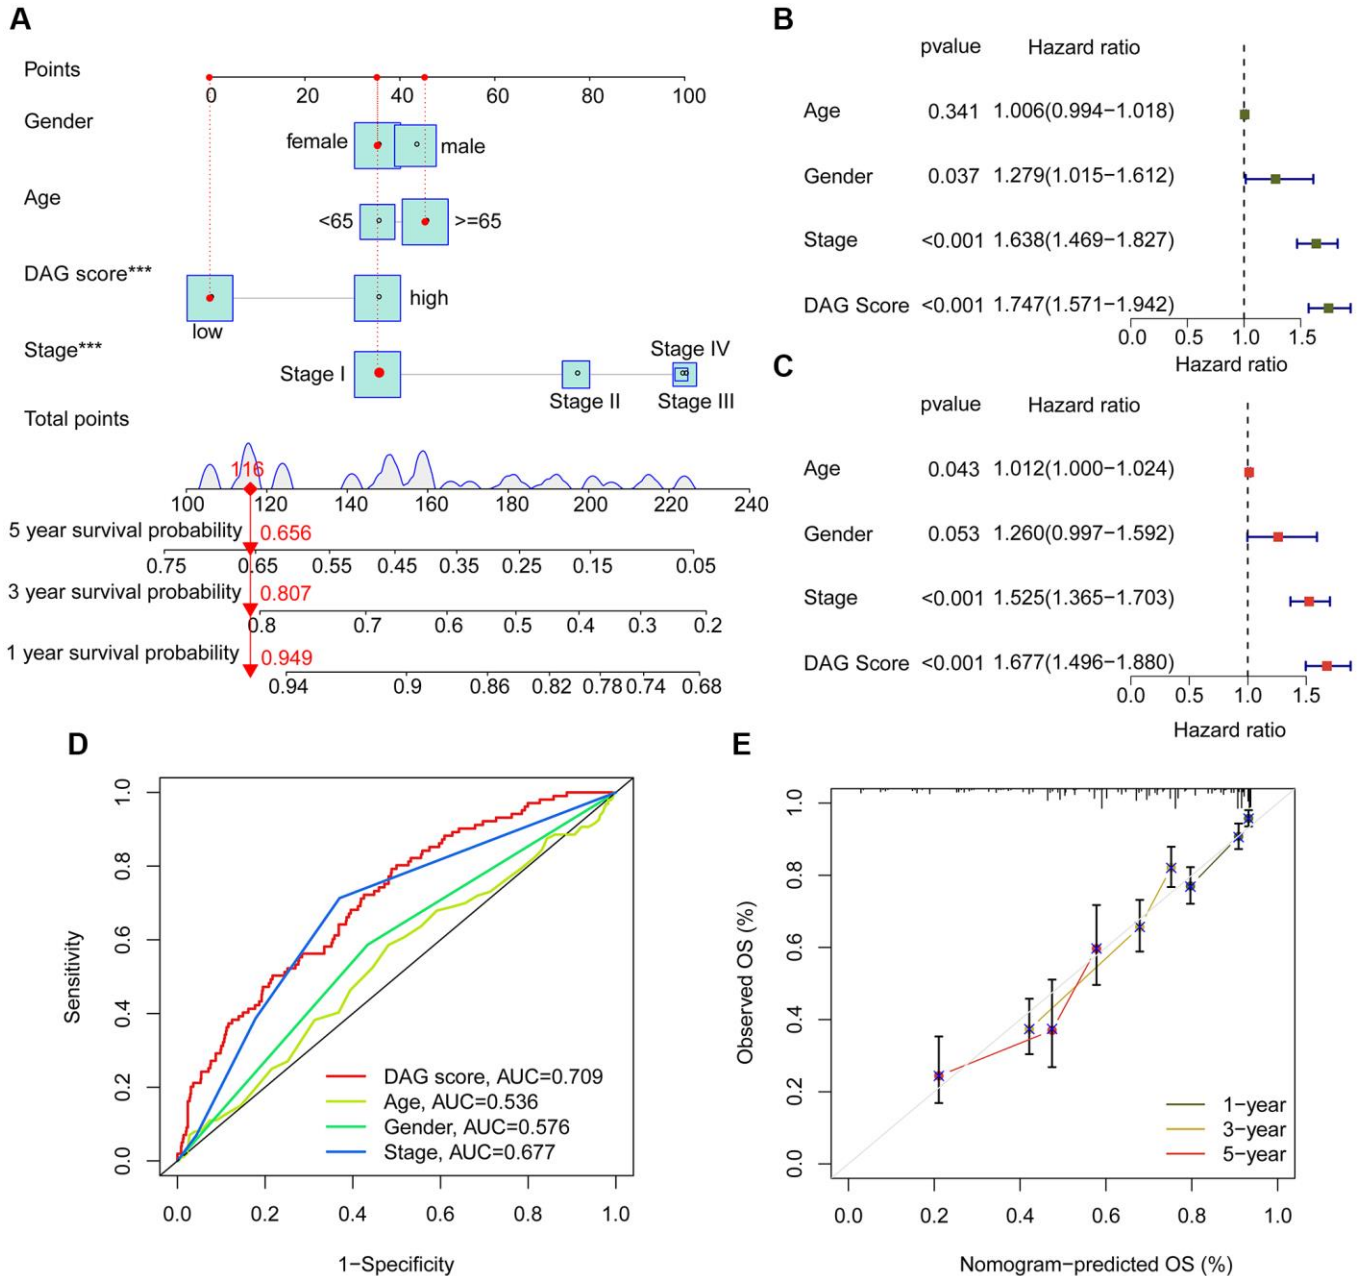 A
Points
0 20 40 60 80 100
Gender
female male
Age
<65 >=65
DAG score***
low high
Stage***
Stage I Stage II Stage III Stage IV
Total points
116
100 120 140 160 180 200 220 240
5 year survival probability 0.656
0.75 0.65 0.55 0.45 0.35 0.25 0.15 0.05
3 year survival probability 0.807
0.8 0.7 0.6 0.5 0.4 0.3 0.2
1 year survival probability 0.949
0.94 0.9 0.86 0.82 0.78 0.74 0.68
B
pvalue Hazard ratio
Age 0.341 1.006(0.994−1.018)
Gender 0.037 1.279(1.015−1.612)
Stage <0.001 1.638(1.469−1.827)
DAG Score <0.001 1.747(1.571−1.942)
0.0 0.5 1.0 1.5
Hazard ratio
C
pvalue Hazard ratio
Age 0.043 1.012(1.000−1.024)
Gender 0.053 1.260(0.997−1.592)
Stage <0.001 1.525(1.365−1.703)
DAG Score <0.001 1.677(1.496−1.880)
0.0 0.5 1.0 1.5
Hazard ratio
D
Sensitivity
1.0
0.8
0.6
0.4
0.2
0.0
DAG score, AUC=0.709
Age, AUC=0.536
Gender, AUC=0.576
Stage, AUC=0.677
0.0 0.2 0.4 0.6 0.8 1.0
1−Specificity
E
Observed OS (%)
1.0
0.8
0.6
0.4
0.2
0.0
1−year
3−year
5−year
0.0 0.2 0.4 0.6 0.8 1.0
Nomogram−predicted OS (%)